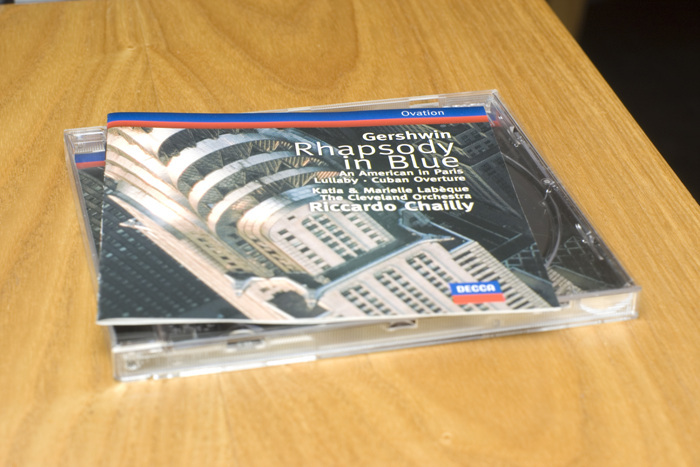 Ovation
Gershwin
Rhapsody
in Blue
An American in Paris
Lullaby · Cuban Overture
Katia & Marielle Labèque
The Cleveland Orchestra
Riccardo Chailly
DECCA